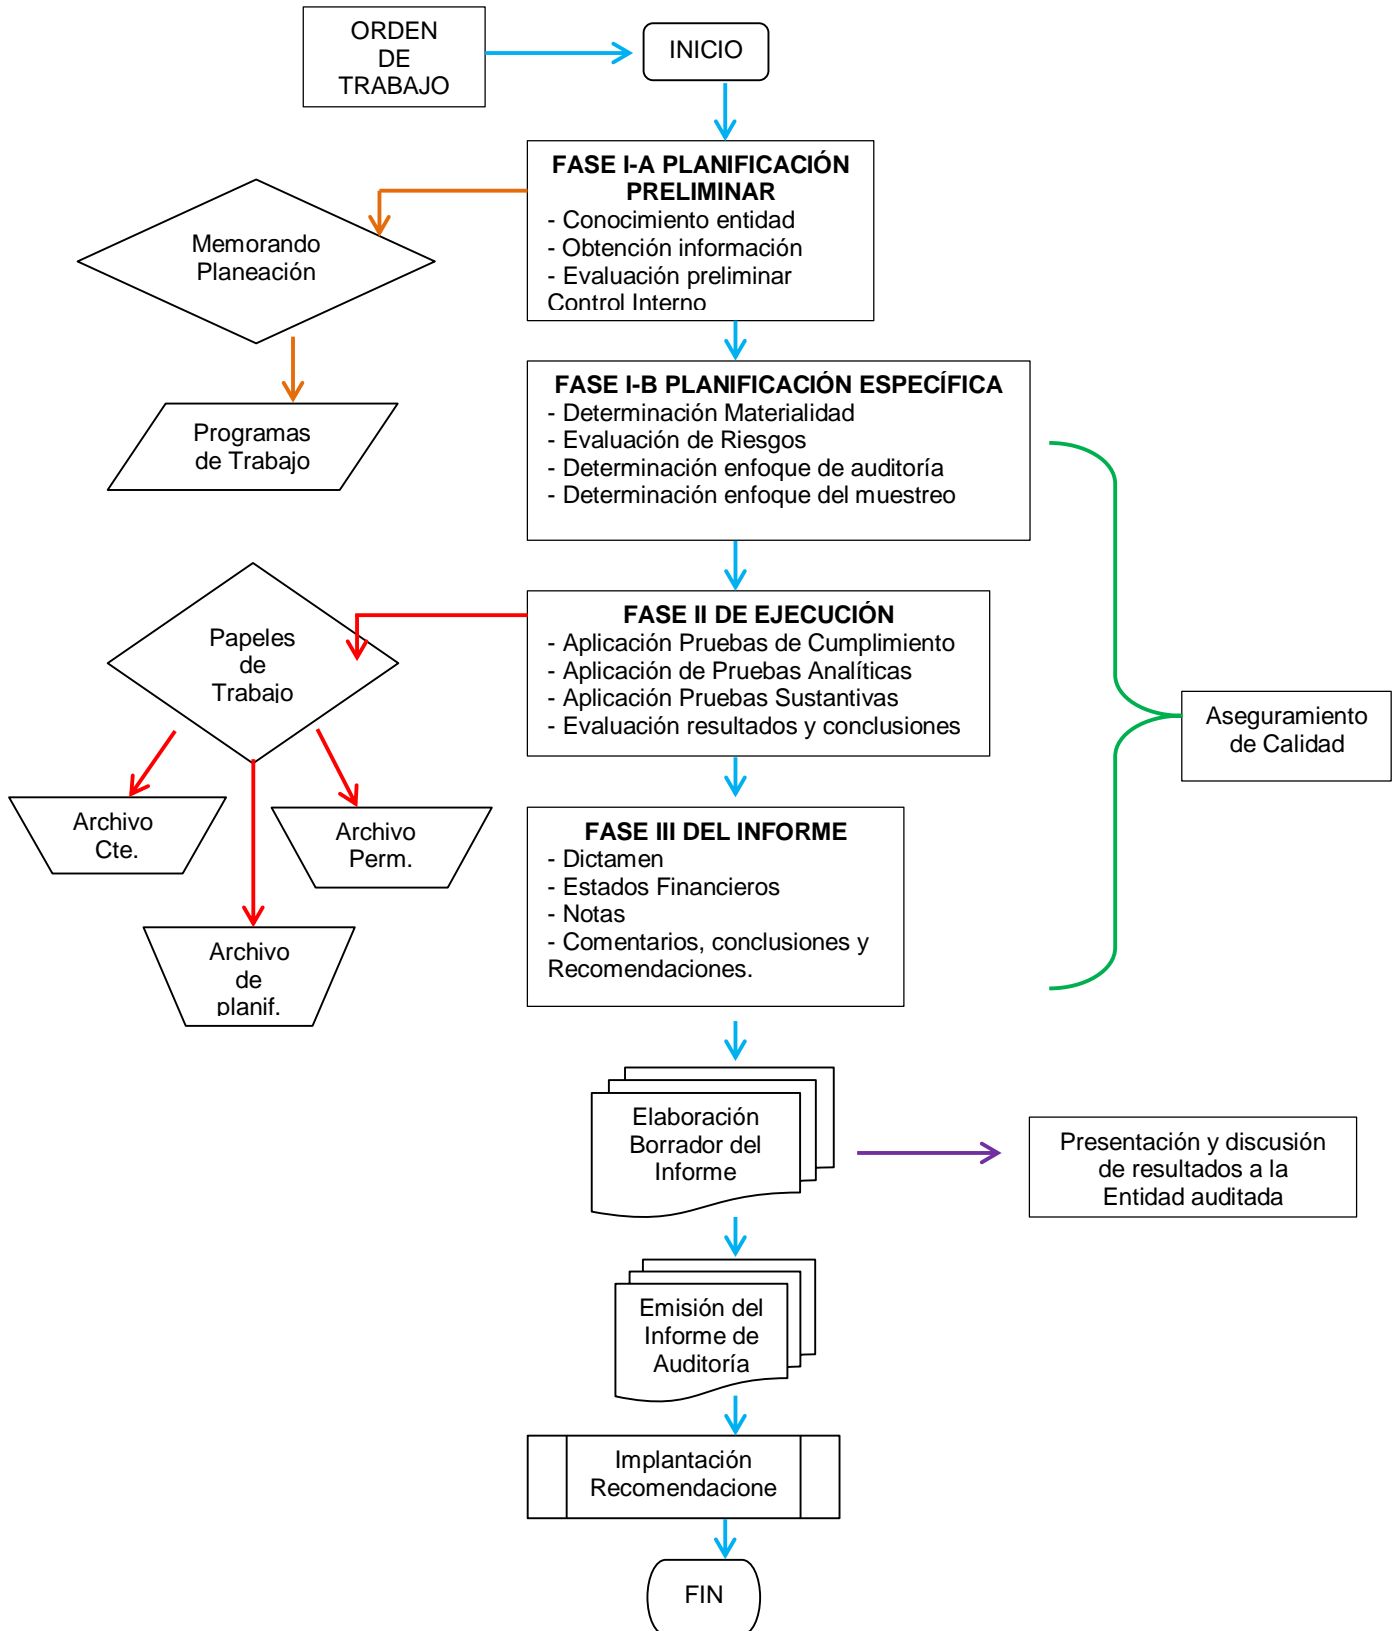 ORDEN
DE
TRABAJO
INICIO
FASE I-A PLANIFICACIÓN
PRELIMINAR
- Conocimiento entidad
- Obtención información
- Evaluación preliminar
Control Interno
Memorando
Planeación
Programas
de Trabajo
FASE I-B PLANIFICACIÓN ESPECÍFICA
- Determinación Materialidad
- Evaluación de Riesgos
- Determinación enfoque de auditoría
- Determinación enfoque del muestreo
FASE II DE EJECUCIÓN
- Aplicación Pruebas de Cumplimiento
- Aplicación de Pruebas Analíticas
- Aplicación Pruebas Sustantivas
- Evaluación resultados y conclusiones
Papeles
de
Trabajo
Archivo
Cte.
Archivo
Perm.
Archivo
de
planif.
Aseguramiento
de Calidad
FASE III DEL INFORME
- Dictamen
- Estados Financieros
- Notas
- Comentarios, conclusiones y
Recomendaciones.
Elaboración
Borrador del
Informe
Presentación y discusión
de resultados a la
Entidad auditada
Emisión del
Informe de
Auditoría
Implantación
Recomendacione
FIN